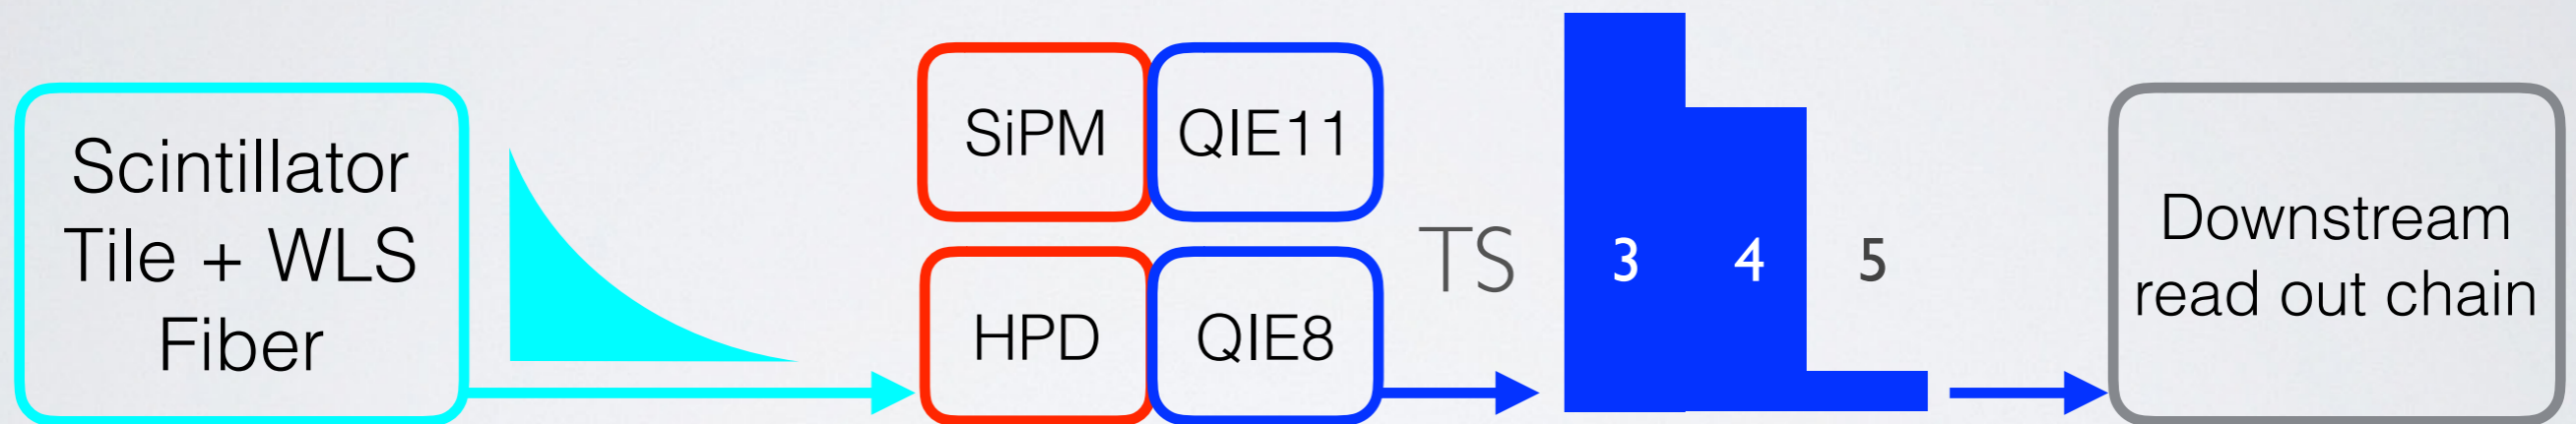 Scintillator
Tile + WLS
Fiber
SiPM
QIE11
HPD
QIE8
TS
3
4
5
Downstream
read out chain